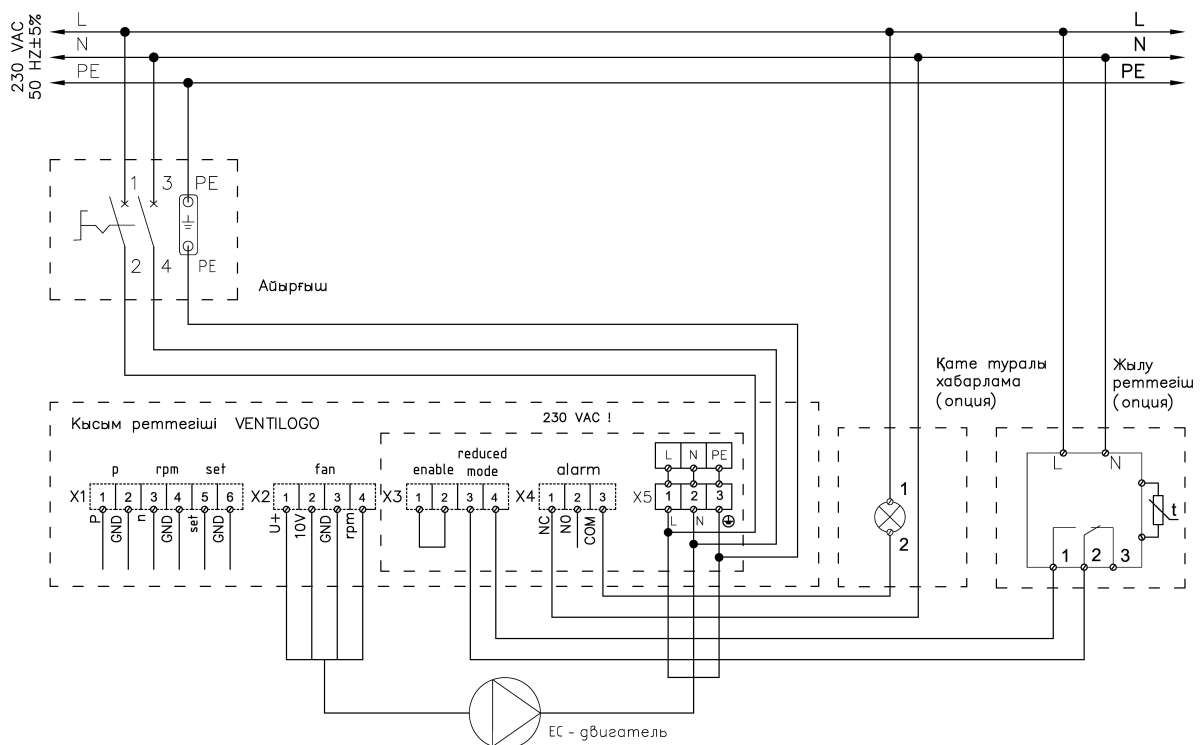 230 VAC
50 HZ±5%
L
N
PE
L
N
PE
1 3 PE
2 4 PE
Айырғыш
Қате туралы
хабарлама
(опция)
Жылу
реттегіш
(опция)
Кысым реттегіші VENTILOGO
230 VAC !
p rpm set
fan
enable
reduced
mode
alarm
L N PE
X1 1 2 3 4 5 6
X2 1 2 3 4
X3 1 2 3 4
X4 1 2 3
X5 1 2 3
P GND n GND set GND
U+ 10V GND rpm
NC NO COM
L N
1
2
L N
t
1 2 3
EC - двигатель